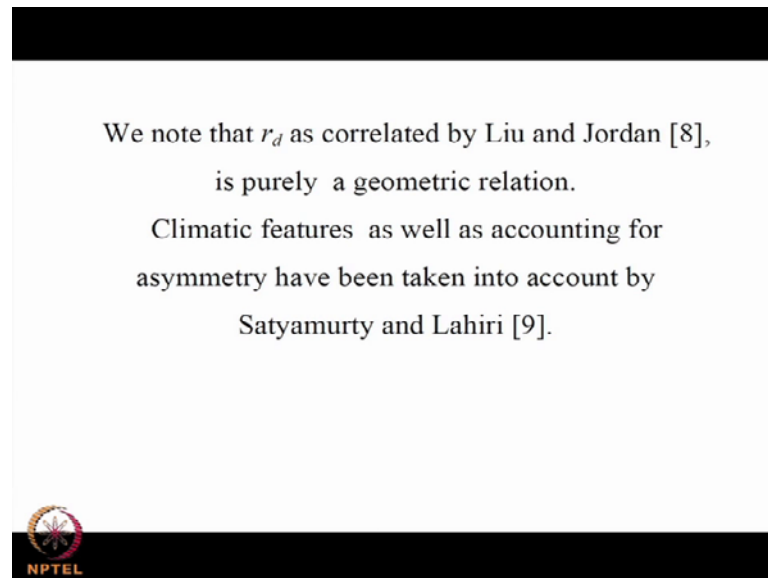 We note that r_d as correlated by Liu and Jordan [8],
is purely a geometric relation.
Climatic features as well as accounting for
asymmetry have been taken into account by
Satyamurty and Lahiri [9].
NPTEL